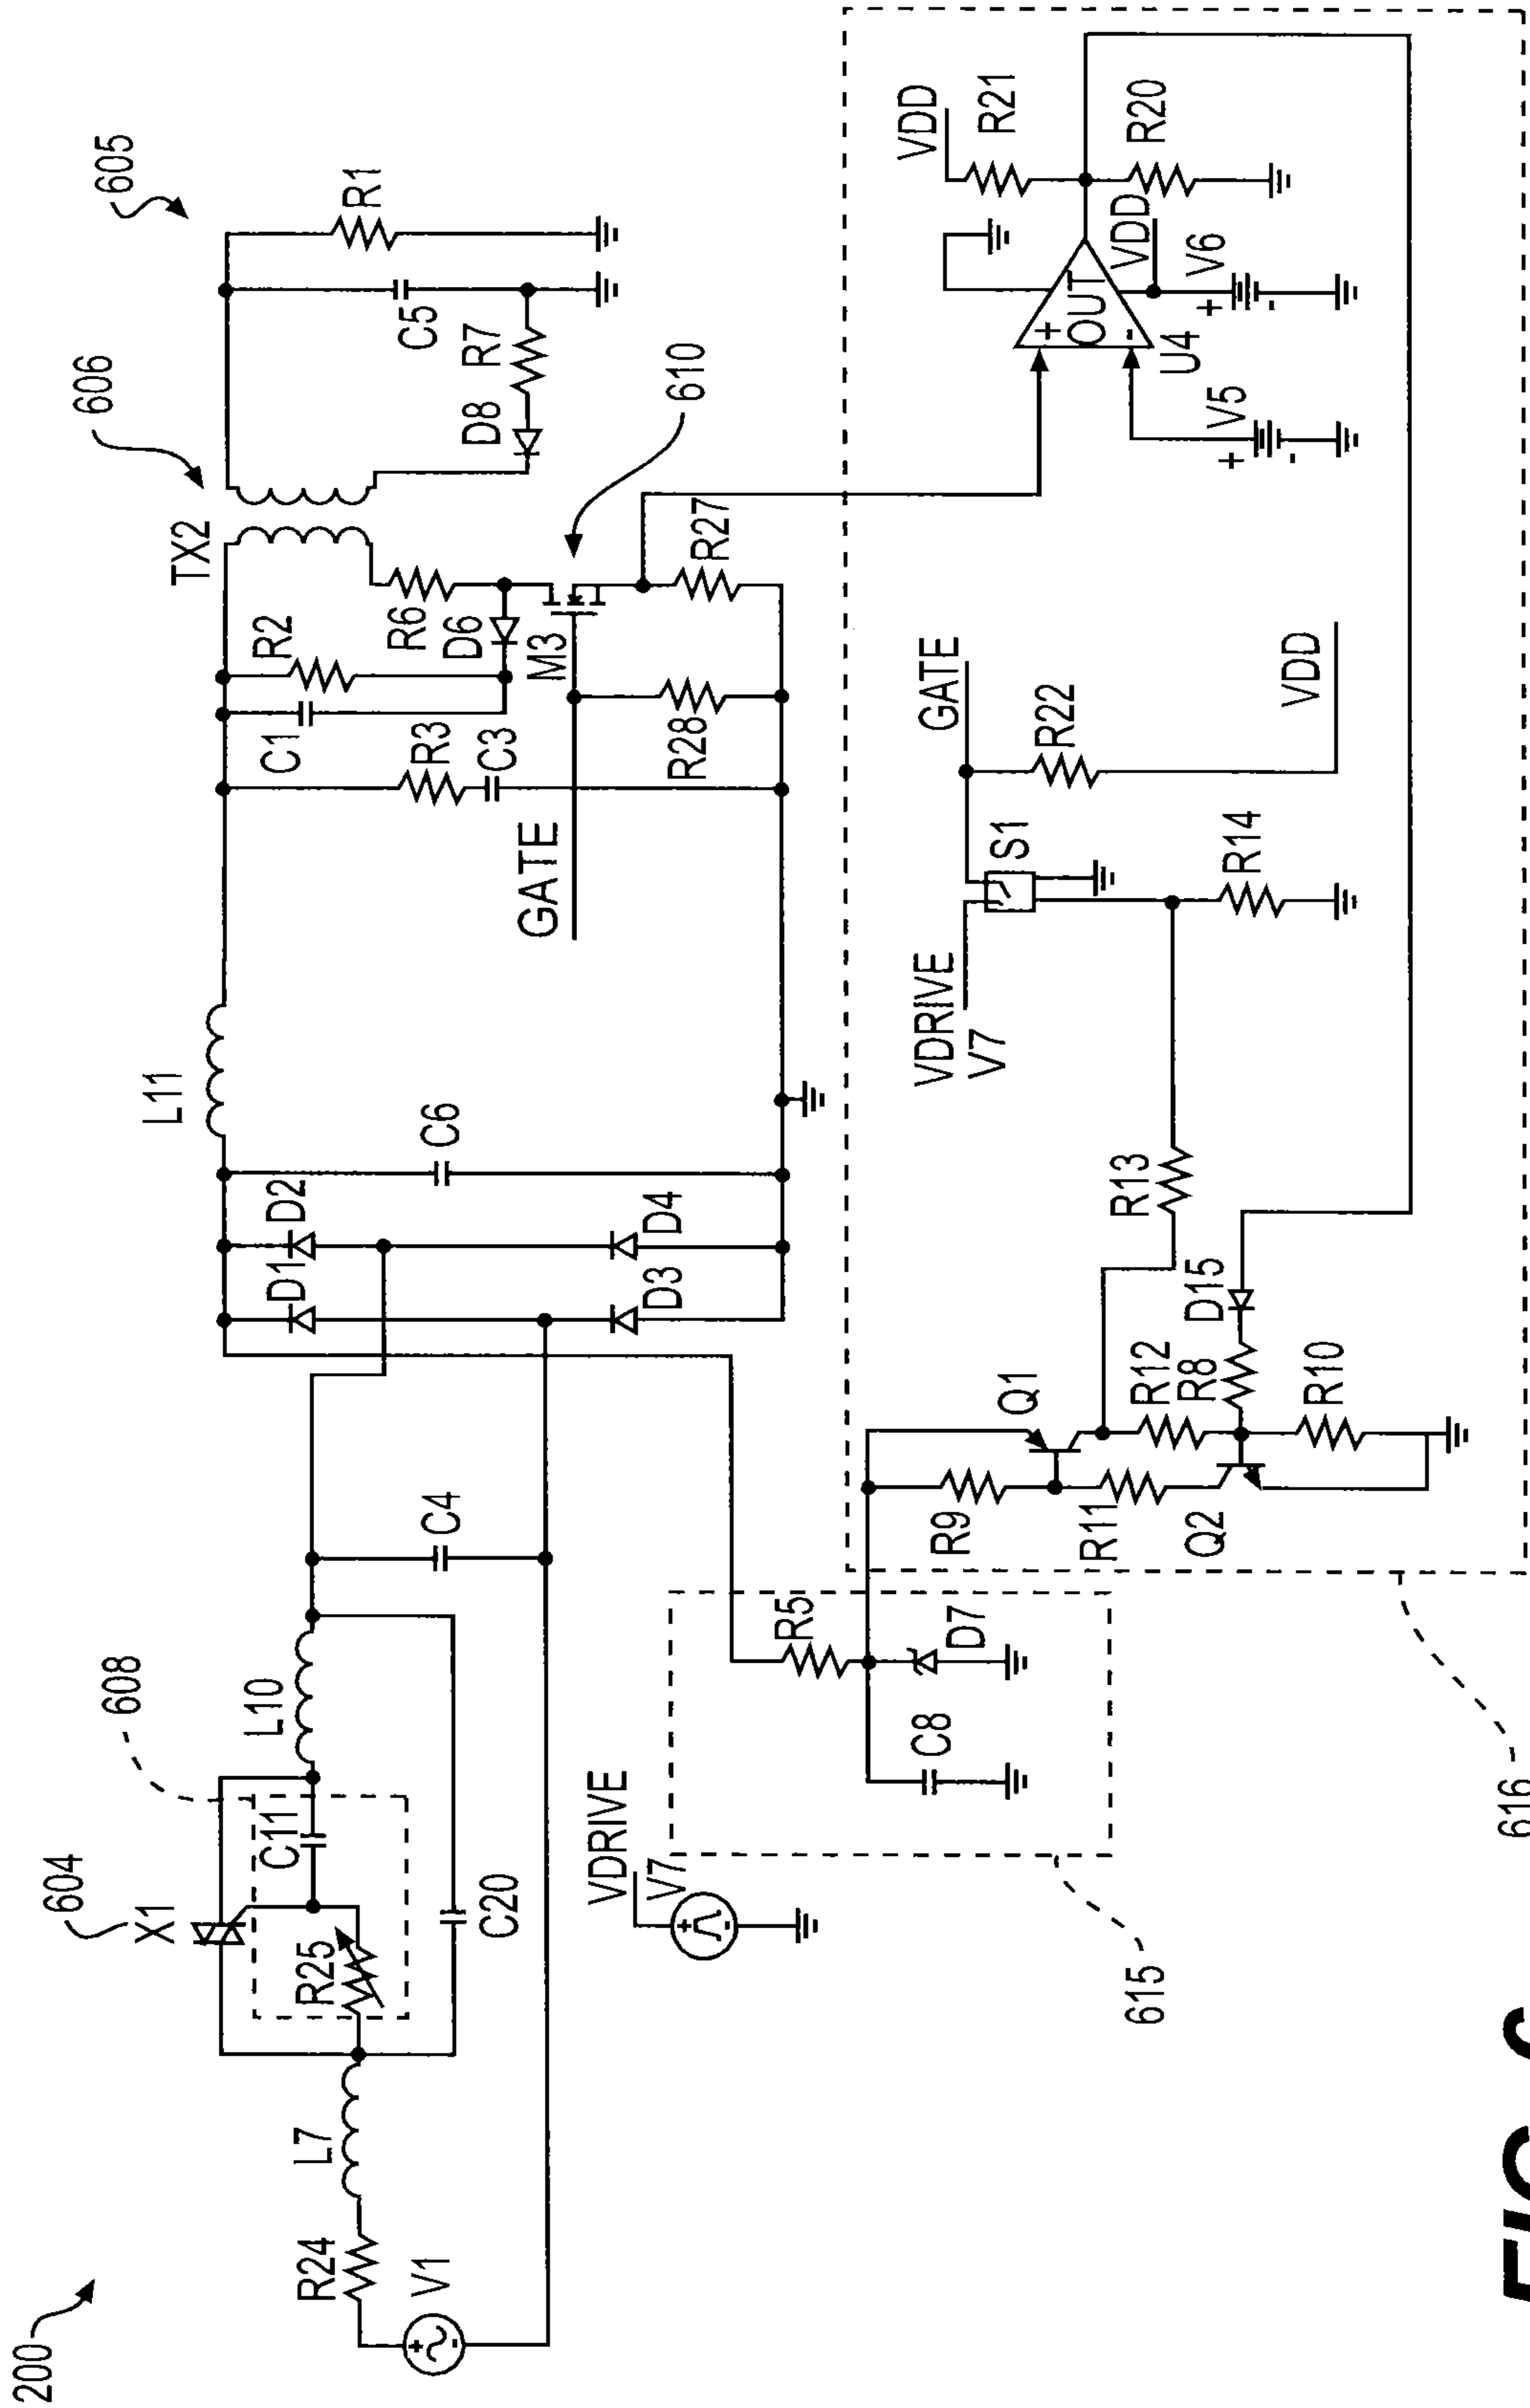 200
R24
V1
L7
604
X1
R25
C11
608
L10
C20
C4
D1
D2
D3
D4
C6
L11
GATE
R3
C3
C1
R2
R28
R6
D6
M3
TX2
606
R27
610
D8
R7
C5
R1
605
VDRIVE
V7
615
C8
R5
D7
616
R9
Q1
R11
Q2
R12
R8
R10
D15
R13
VDRIVE
V7
S1
R14
GATE
R22
VDD
+
V5
-
U4
+
OUT
-
VDD
+
V6
-
VDD
R21
R20